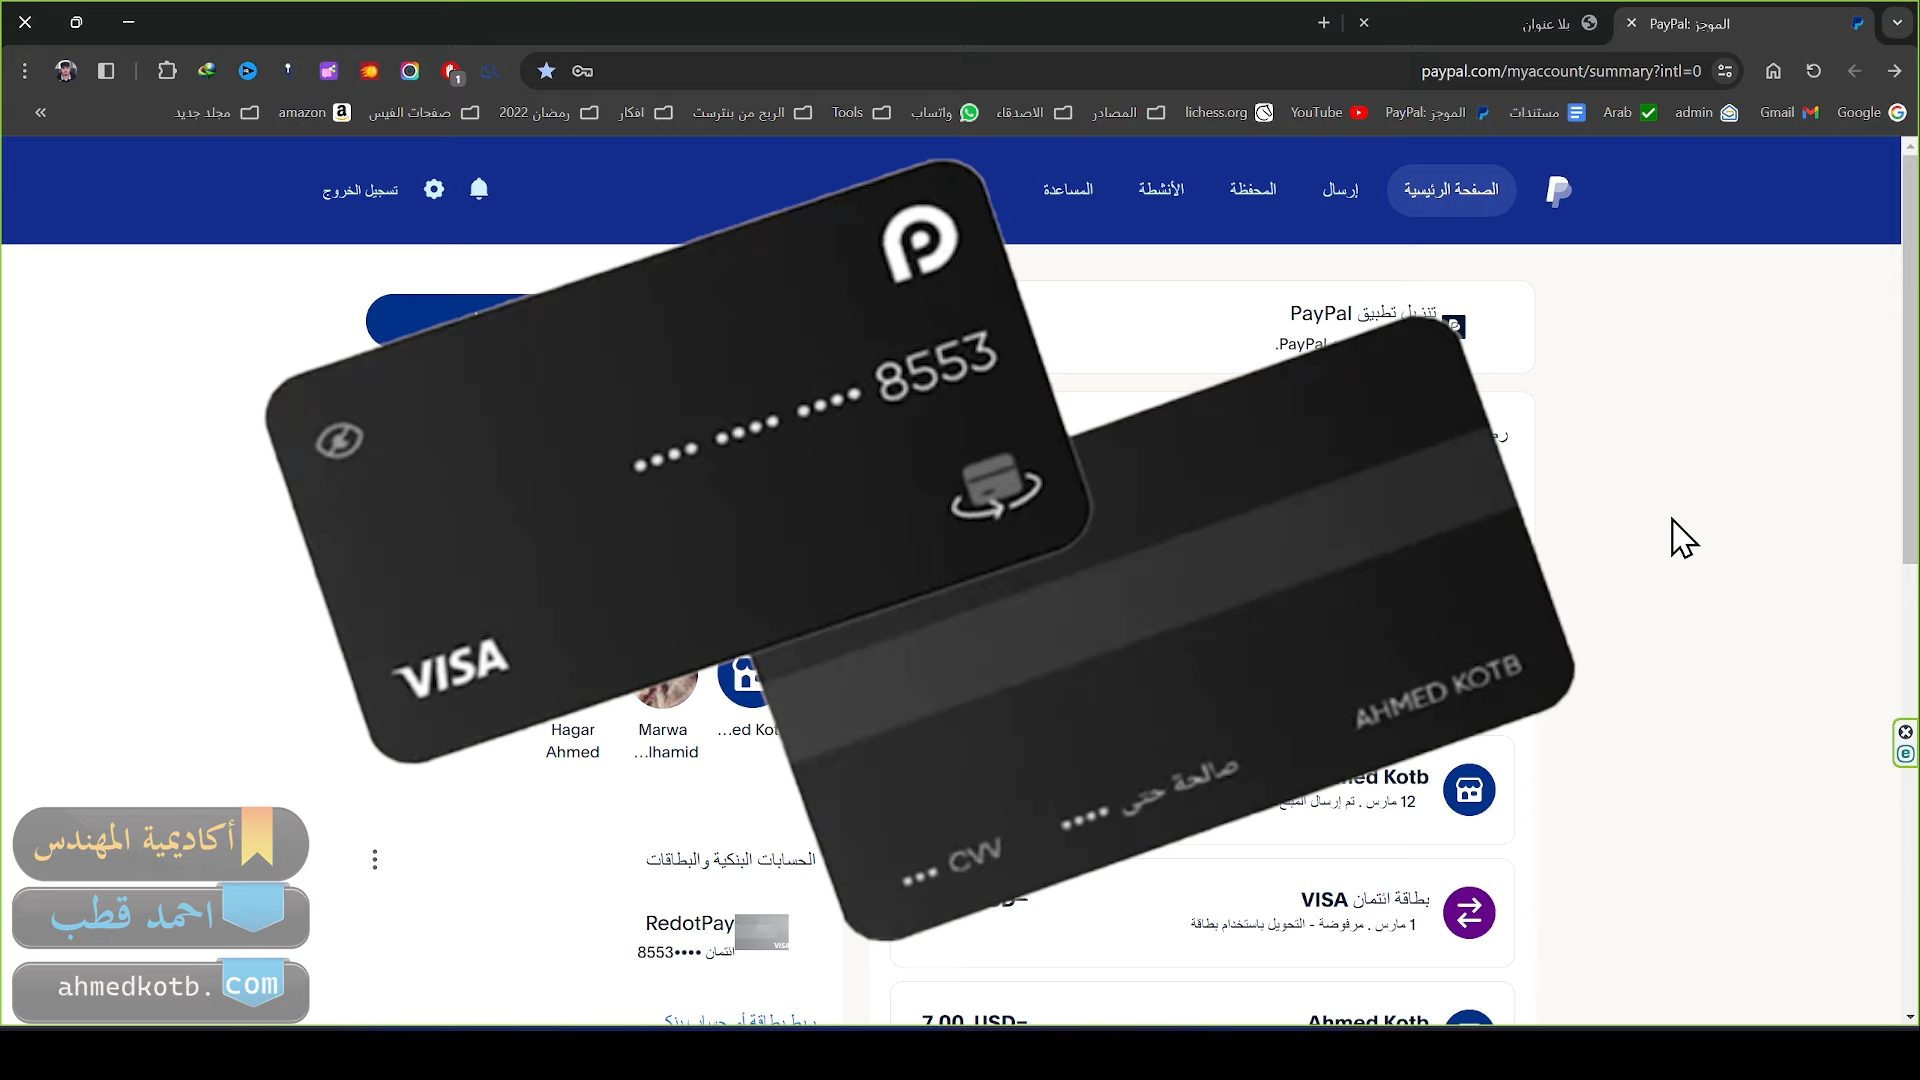 الموجز :PayPal
بلا عنوان
paypal.com/myaccount/summary?intl=0
1
Google
Gmail
admin
Arab
مستندات
الموجز :PayPal
YouTube
lichess.org
المصادر
الاصدقاء
واتساب
Tools
الربح من بنترست
افكار
رمضان 2022
صفحات الفيس
amazon
مجلد جديد
الصفحة الرئيسية
إرسال
المحفظة
الأنشطة
المساعدة
تسجيل الخروج
تنزيل تطبيق PayPal
PayPal.
8553
VISA
AHMED KOTB
صالحة حتى ••••
CVV •••
Hagar
Ahmed
Marwa
lhamid...
ed Kot...
ed Kotb
12 مارس . تم إرسال المبلغ
الحسابات البنكية والبطاقات
RedotPay
VISA
ائتمان ••••8553
بطاقة ائتمان VISA
1 مارس . مرفوضة - التحويل باستخدام بطاقة
Ahmed Kotb
7.00 USD-
أكاديمية المهندس
احمد قطب
ahmedkotb. com